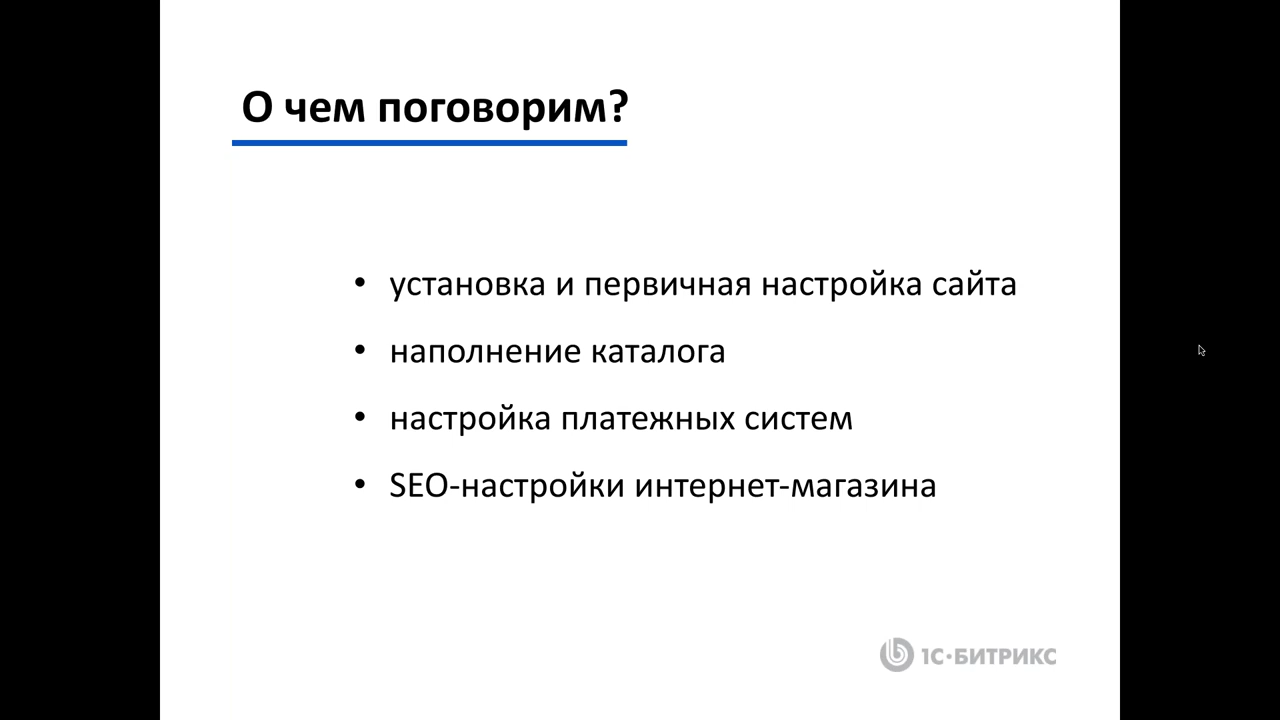 О чем поговорим?
• установка и первичная настройка сайта
• наполнение каталога
• настройка платежных систем
• SEO-настройки интернет-магазина
1С-БИТРИКС